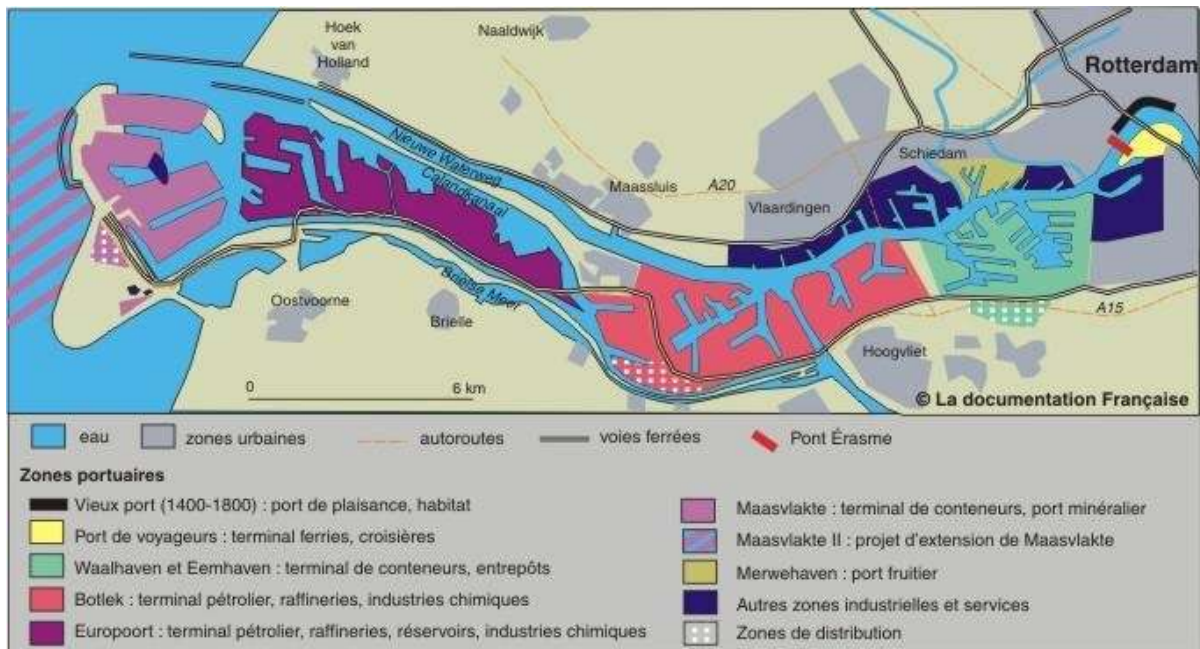 Hoek
van
Holland
Naaldwijk
Rotterdam
Nieuwe Waterweg
Calandkanaal
Maassluis
A20
Schiedam
Vlaardingen
Brielse Meer
Oostvoorne
Brielle
A15
Hoogvliet
0 6 km
© La documentation Française
eau zones urbaines autoroutes voies ferrées Pont Érasme
Zones portuaires
Vieux port (1400-1800) : port de plaisance, habitat
Port de voyageurs : terminal ferries, croisières
Waalhaven et Eemhaven : terminal de conteneurs, entrepôts
Botlek : terminal pétrolier, raffineries, industries chimiques
Europoort : terminal pétrolier, raffineries, réservoirs, industries chimiques
Maasvlakte : terminal de conteneurs, port minéralier
Maasvlakte II : projet d'extension de Maasvlakte
Merwehaven : port fruitier
Autres zones industrielles et services
Zones de distribution